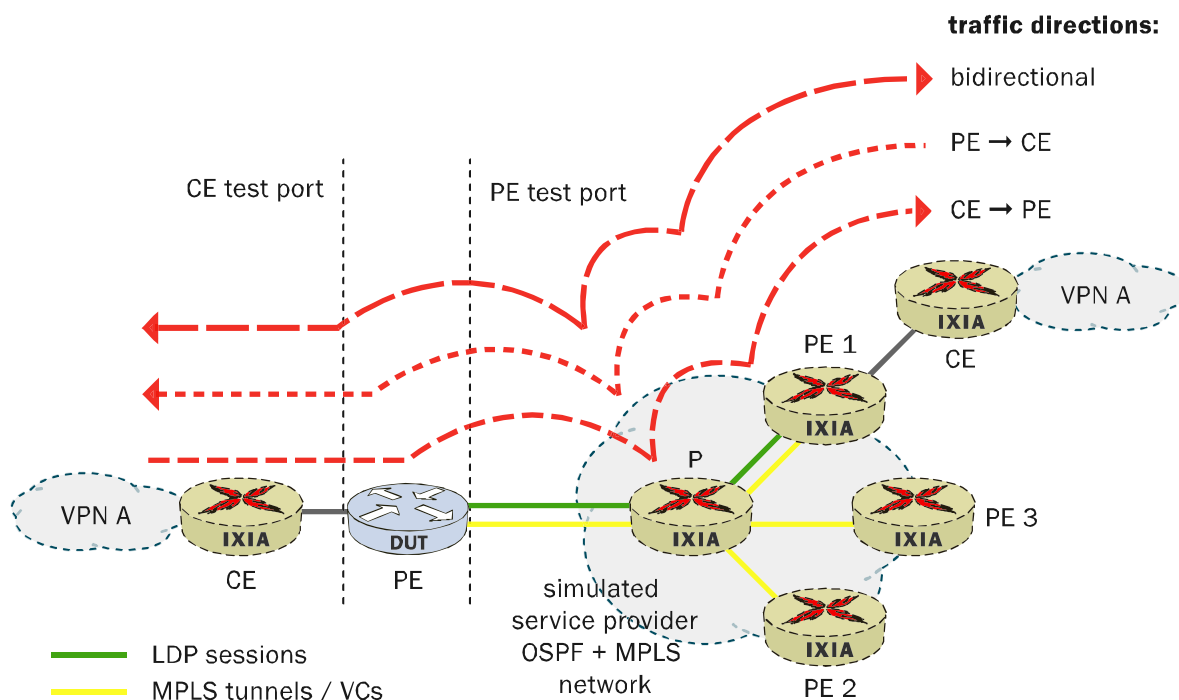 traffic directions:
bidirectional
PE → CE
CE → PE
CE test port
PE test port
VPN A
IXIA
CE
PE 1
IXIA
P
IXIA
PE 3
IXIA
VPN A
IXIA
CE
DUT
PE
IXIA
PE 2
simulated
service provider
OSPF + MPLS
network
LDP sessions
MPLS tunnels / VCs